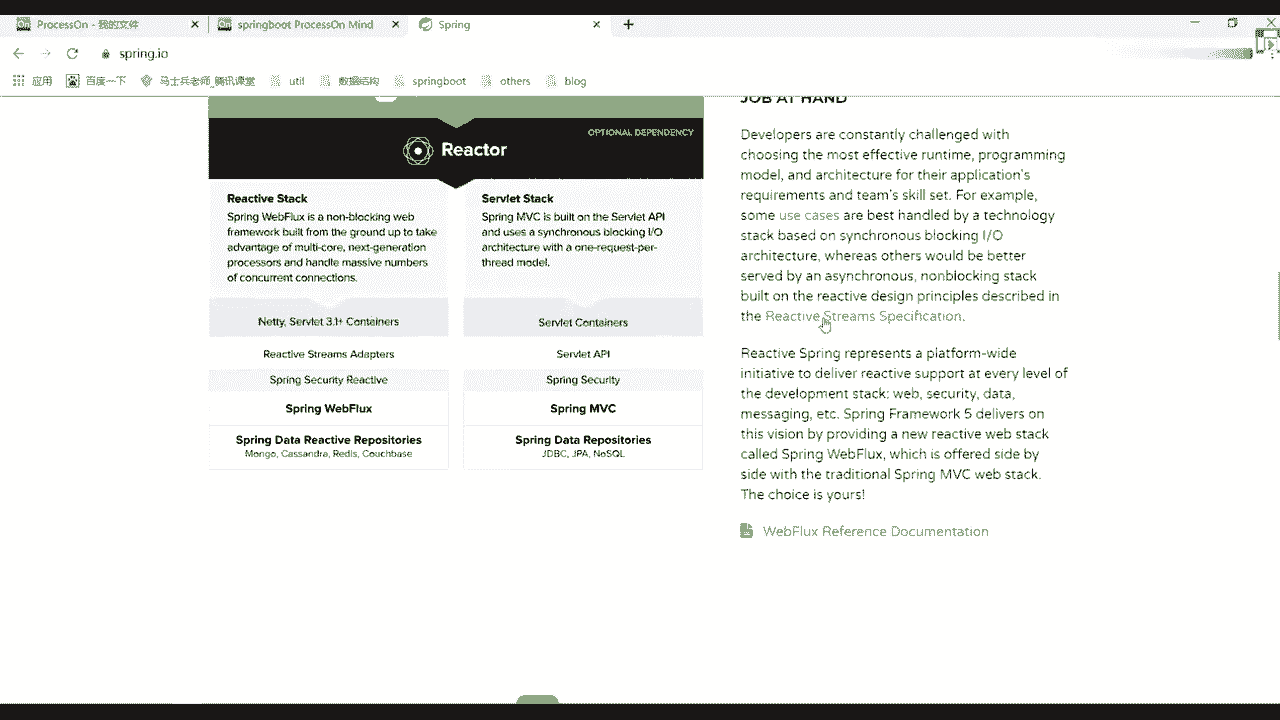 ProcessOn - 我的文件
springboot ProcessOn Mind
Spring
spring.io
应用
百度一下
马士兵老师_腾讯课堂
util
数据结构
springboot
others
blog
OPTIONAL DEPENDENCY
Reactor
Reactive Stack
Spring WebFlux is a non-blocking web
framework built from the ground up to take
advantage of multi-core, next-generation
processors and handle massive numbers
of concurrent connections.
Servlet Stack
Spring MVC is built on the Servlet API
and uses a synchronous blocking I/O
architecture with a one-request-per-
thread model.
Netty, Servlet 3.1+ Containers
Servlet Containers
Reactive Streams Adapters
Servlet API
Spring Security Reactive
Spring Security
Spring WebFlux
Spring MVC
Spring Data Reactive Repositories
Mongo, Cassandra, Redis, Couchbase
Spring Data Repositories
JDBC, JPA, NoSQL
JOB AT HAND
Developers are constantly challenged with
choosing the most effective runtime, programming
model, and architecture for their application's
requirements and team's skill set. For example,
some use cases are best handled by a technology
stack based on synchronous blocking I/O
architecture, whereas others would be better
served by an asynchronous, nonblocking stack
built on the reactive design principles described in
the Reactive Streams Specification.
Reactive Spring represents a platform-wide
initiative to deliver reactive support at every level of
the development stack: web, security, data,
messaging, etc. Spring Framework 5 delivers on
this vision by providing a new reactive web stack
called Spring WebFlux, which is offered side by
side with the traditional Spring MVC web stack.
The choice is yours!
WebFlux Reference Documentation